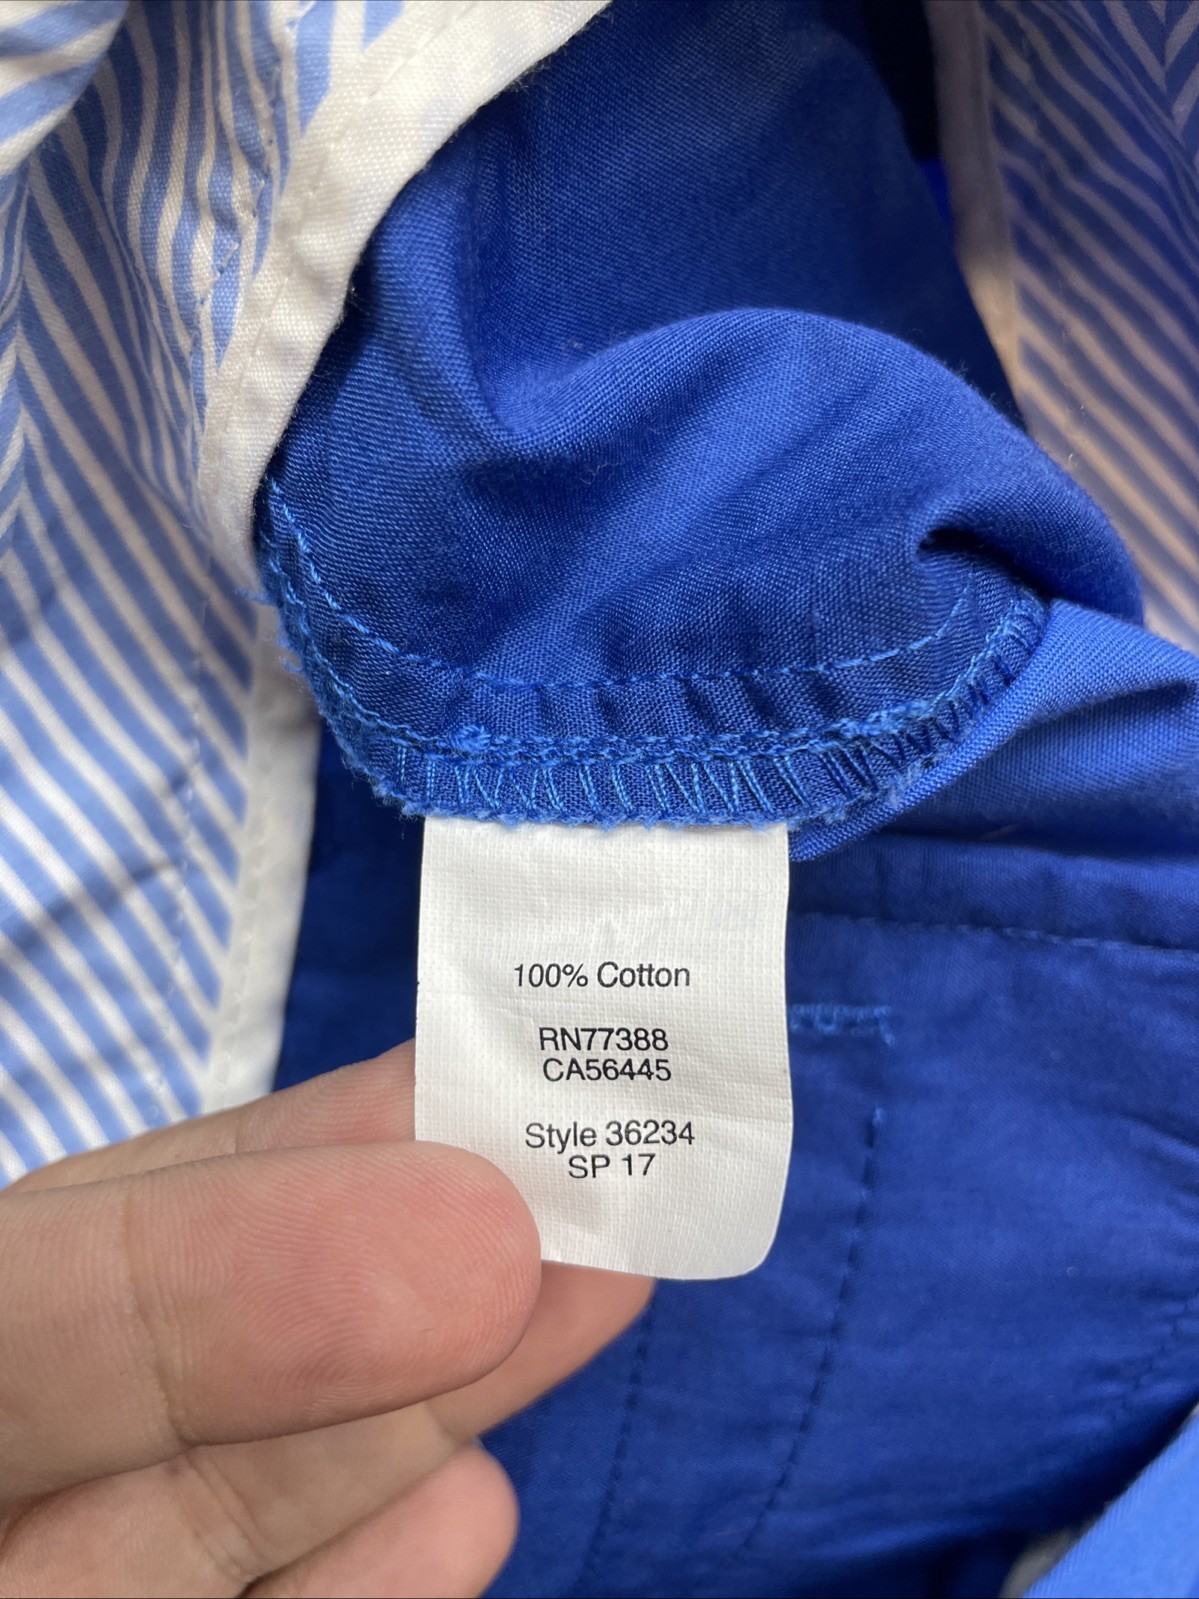 100% Cotton
RN77388
CA56445
Style 36234
SP 17